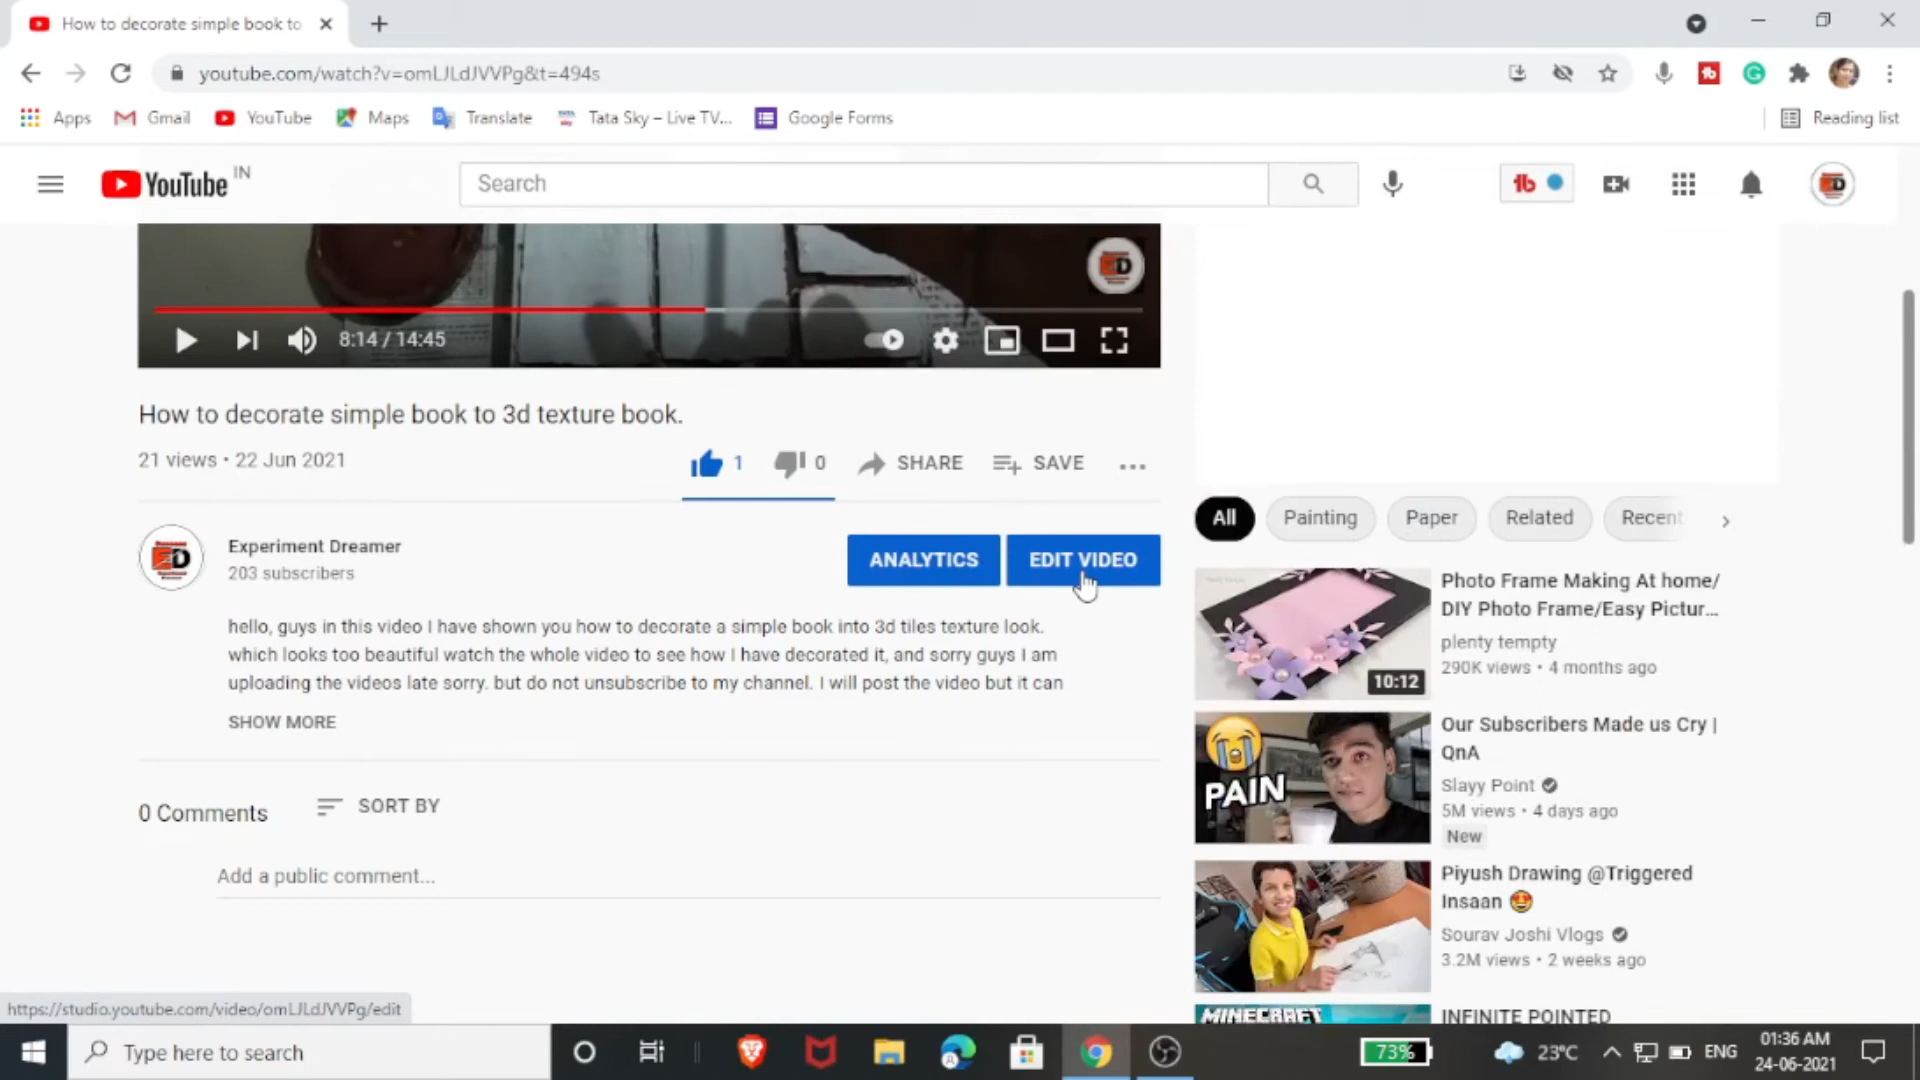 How to decorate simple book to
youtube.com/watch?v=omLJLdJVVPg&t=494s
Apps
Gmail
YouTube
Maps
Translate
Tata Sky – Live TV...
Google Forms
Reading list
YouTube IN
Search
8:14 / 14:45
ED
How to decorate simple book to 3d texture book.
21 views • 22 Jun 2021
1
0
SHARE
SAVE
All
Painting
Paper
Related
Recent
ED
Experiment Dreamer
203 subscribers
ANALYTICS
EDIT VIDEO
hello, guys in this video I have shown you how to decorate a simple book into 3d tiles texture look.
which looks too beautiful watch the whole video to see how I have decorated it, and sorry guys I am
uploading the videos late sorry. but do not unsubscribe to my channel. I will post the video but it can
SHOW MORE
0 Comments
SORT BY
Add a public comment...
10:12
Photo Frame Making At home/
DIY Photo Frame/Easy Pictur...
plenty tempty
290K views • 4 months ago
PAIN
Our Subscribers Made us Cry |
QnA
Slayy Point
5M views • 4 days ago
New
Piyush Drawing @Triggered
Insaan 🤩
Sourav Joshi Vlogs
3.2M views • 2 weeks ago
MINECRAFT
INFINITE POINTED
https://studio.youtube.com/video/omLJLdJVVPg/edit
Type here to search
73%
23°C
ENG
01:36 AM
24-06-2021